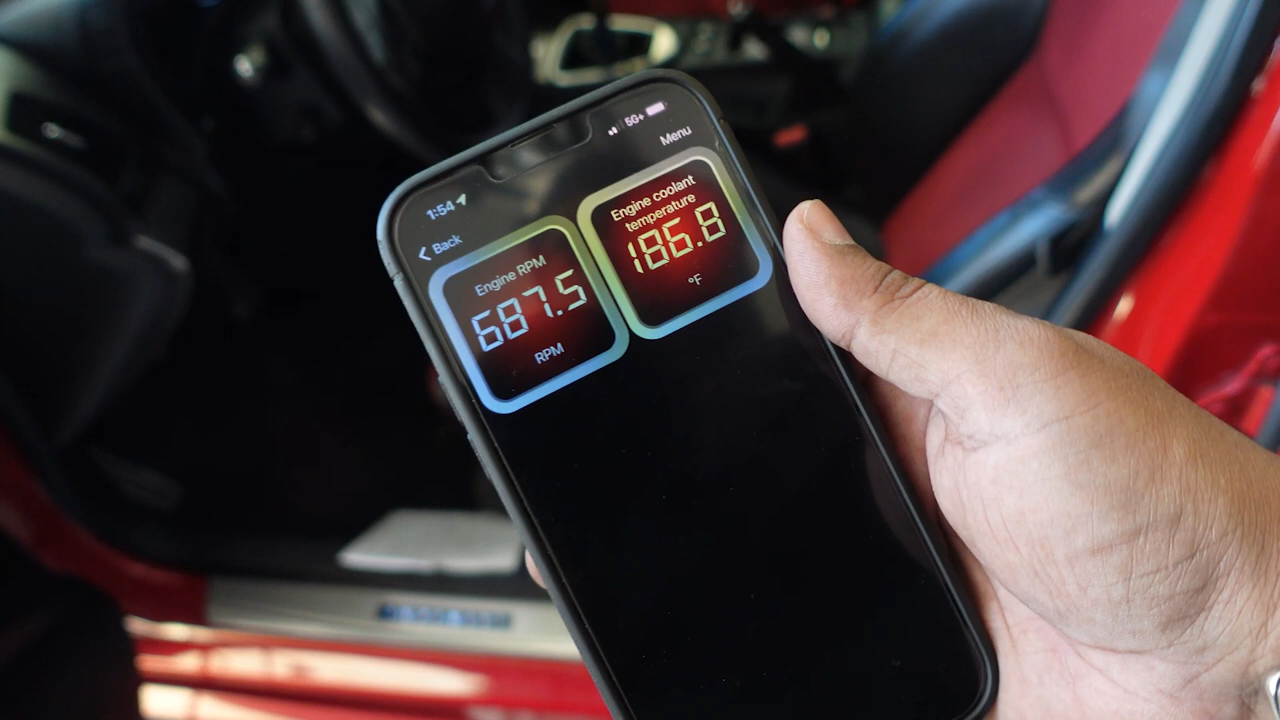 1:54
5G+
Back
Menu
Engine RPM
687.5
RPM
Engine coolant
temperature
186.8
°F